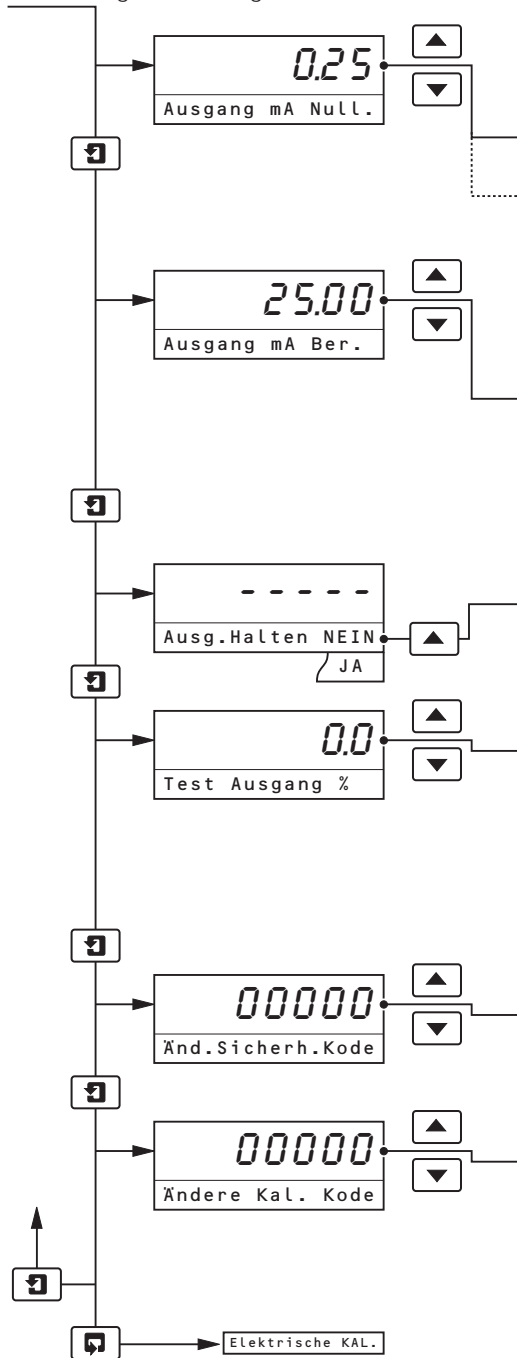 0.25
Ausgang mA Null.
25.00
Ausgang mA Ber.
- - - - -
Ausg.Halten NEIN
JA
0.0
Test Ausgang %
00000
Änd.Sicherh.Kode
00000
Ändere Kal. Kode
Elektrische KAL.